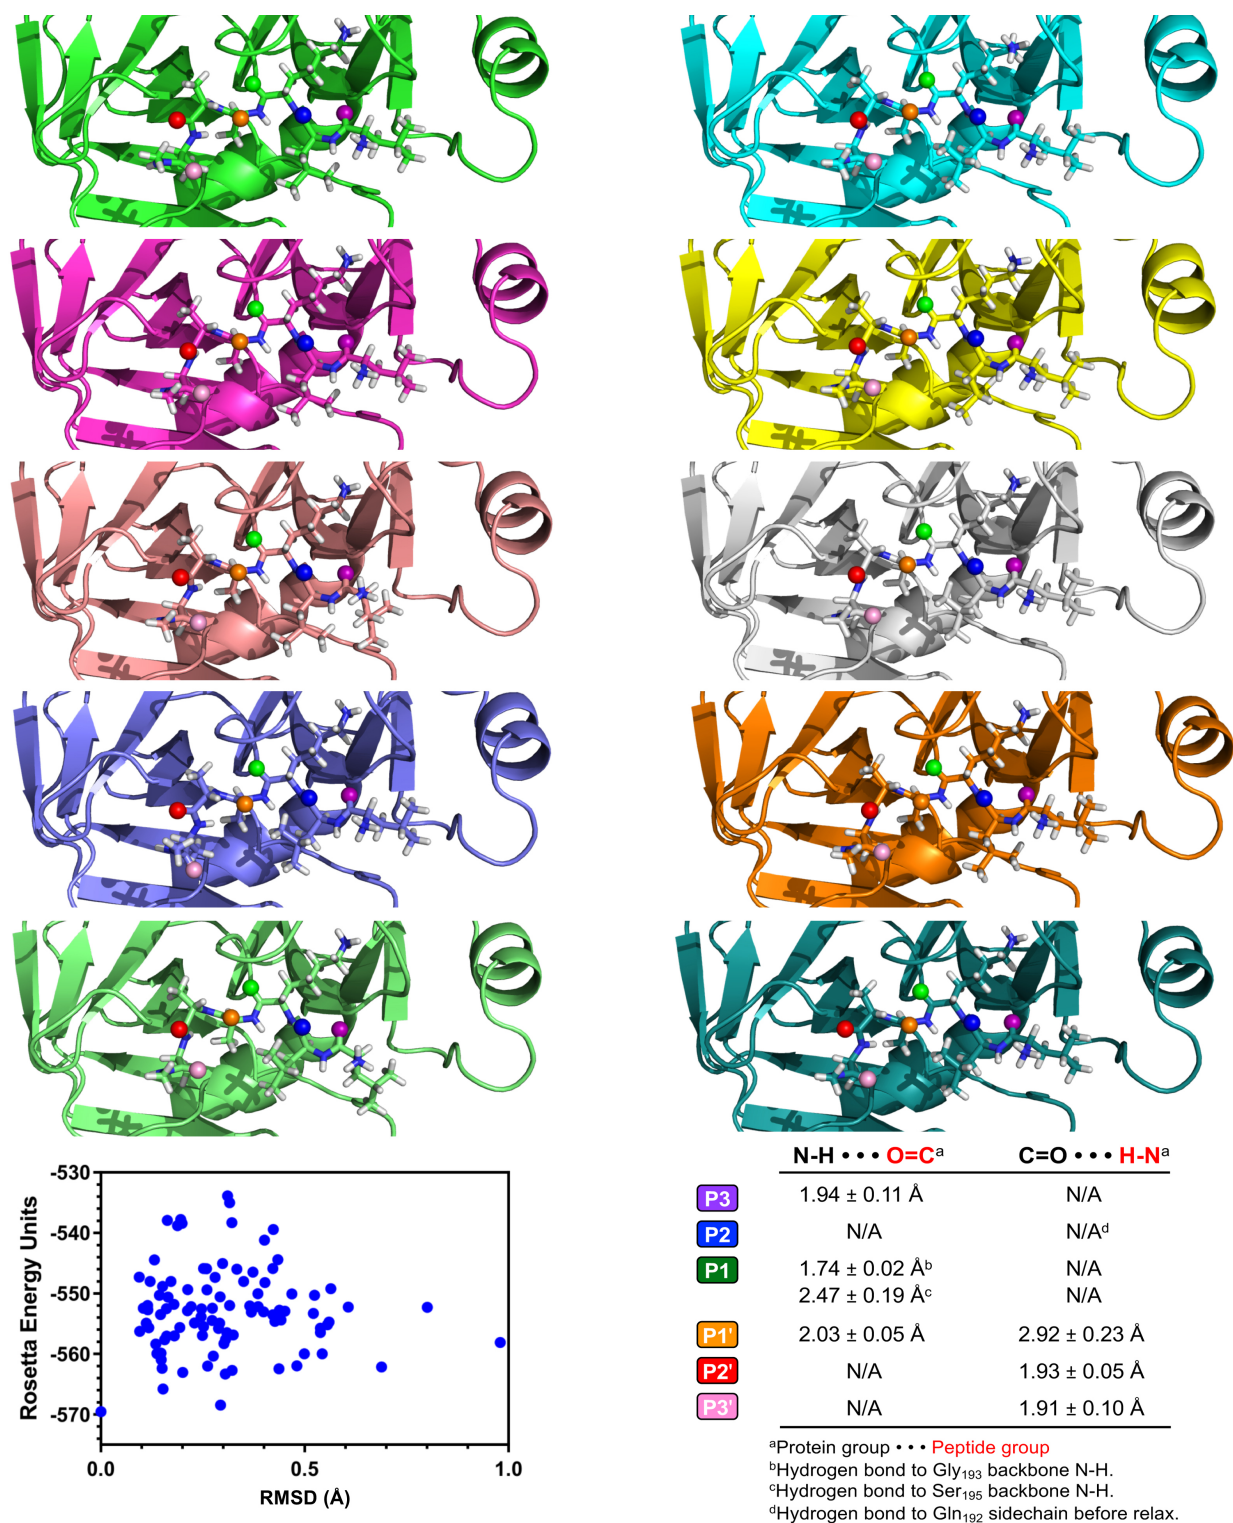 -530
-540
-550
-560
-570
Rosetta Energy Units
0.0 0.5 1.0
RMSD (Å)
N-H • • • O=Cᵃ C=O • • • H-Nᵃ
P3 1.94 ± 0.11 Å N/A
P2 N/A N/Aᵈ
P1 1.74 ± 0.02 Åᵇ N/A
2.47 ± 0.19 Åᶜ N/A
P1' 2.03 ± 0.05 Å 2.92 ± 0.23 Å
P2' N/A 1.93 ± 0.05 Å
P3' N/A 1.91 ± 0.10 Å
ᵃProtein group • • • Peptide group
ᵇHydrogen bond to Gly₁₉₃ backbone N-H.
ᶜHydrogen bond to Ser₁₉₅ backbone N-H.
ᵈHydrogen bond to Gln₁₉₂ sidechain before relax.